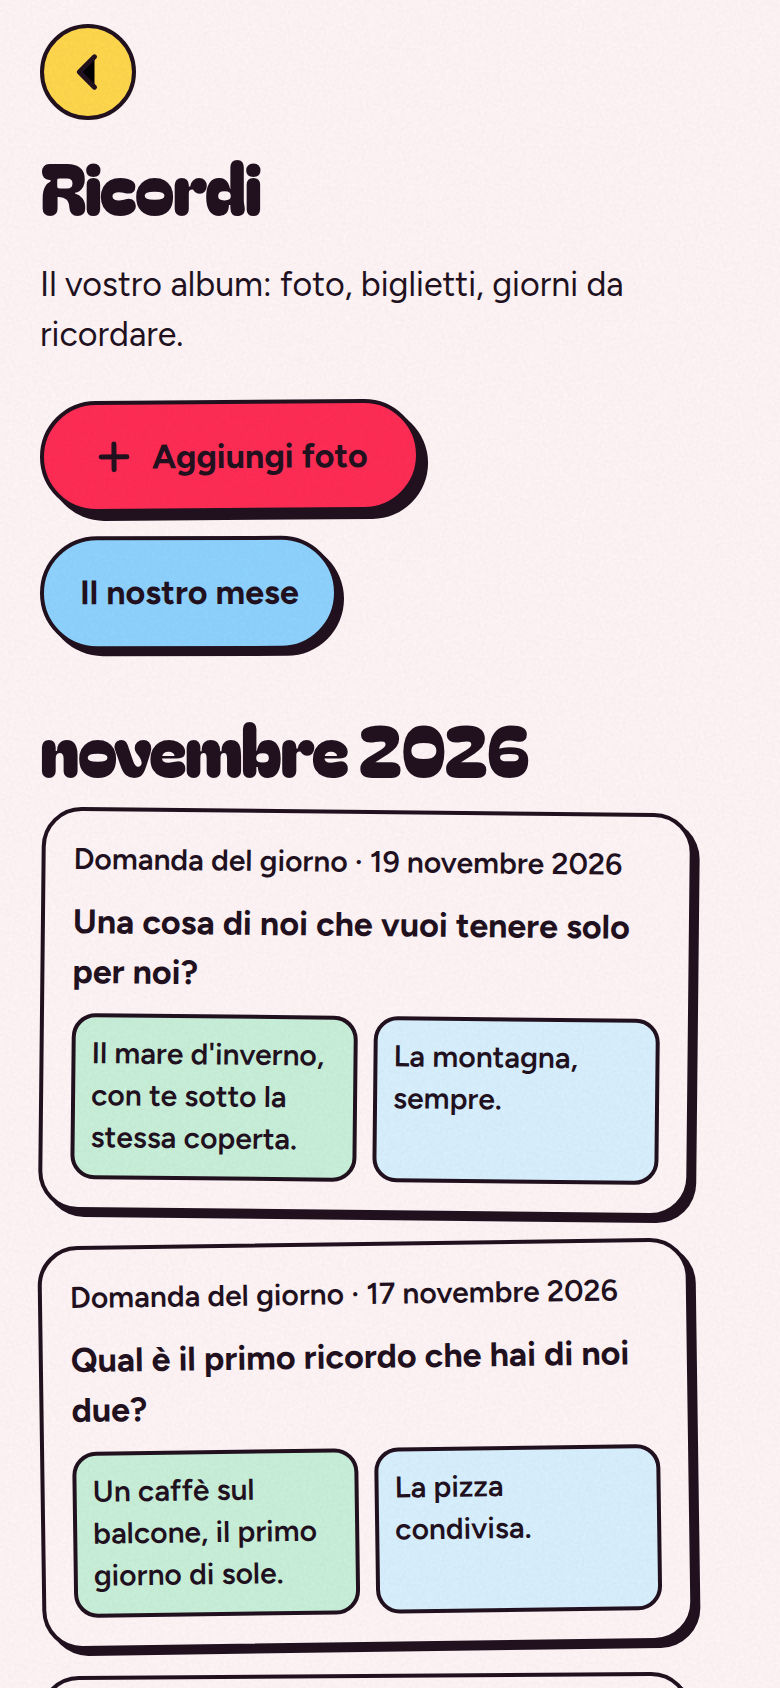 Ricordi
Il vostro album: foto, biglietti, giorni da
ricordare.
Aggiungi foto
Il nostro mese
novembre 2026
Domanda del giorno · 19 novembre 2026
Una cosa di noi che vuoi tenere solo
per noi?
Il mare d'inverno,
con te sotto la
stessa coperta.
La montagna,
sempre.
Domanda del giorno · 17 novembre 2026
Qual è il primo ricordo che hai di noi
due?
Un caffè sul
balcone, il primo
giorno di sole.
La pizza
condivisa.